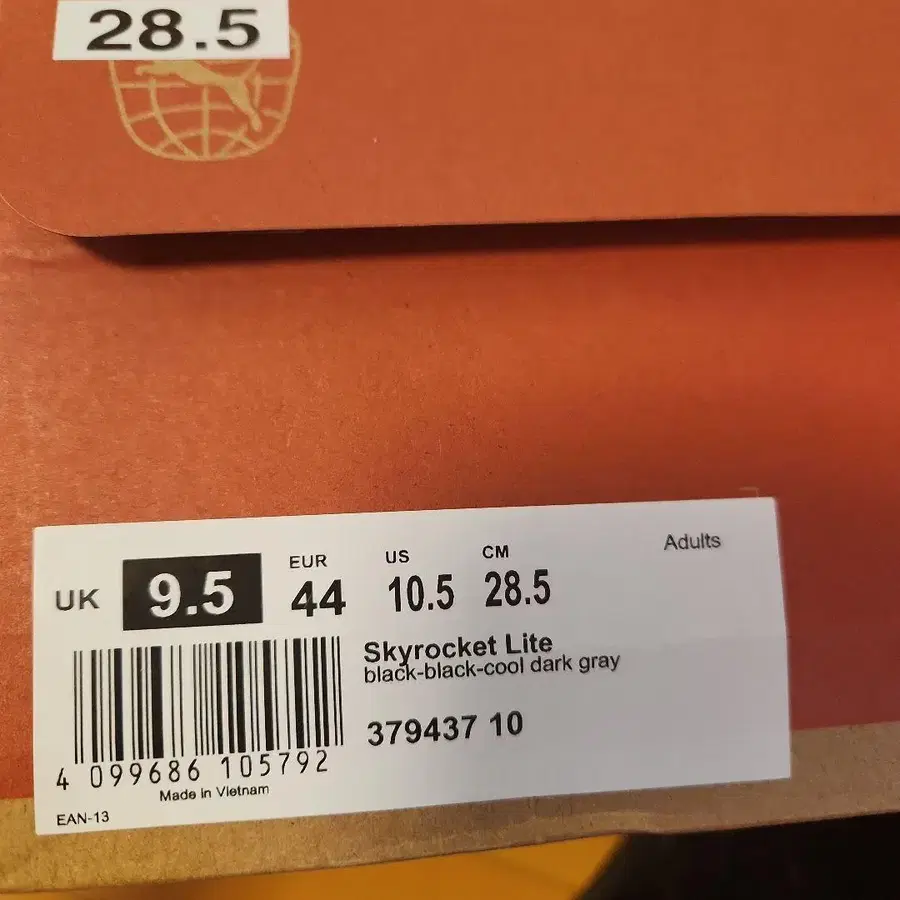 28.5
Adults
UK 9.5 EUR 44 US 10.5 CM 28.5
Skyrocket Lite
black-black-cool dark gray
379437 10
4 099686 105792
Made in Vietnam
EAN-13